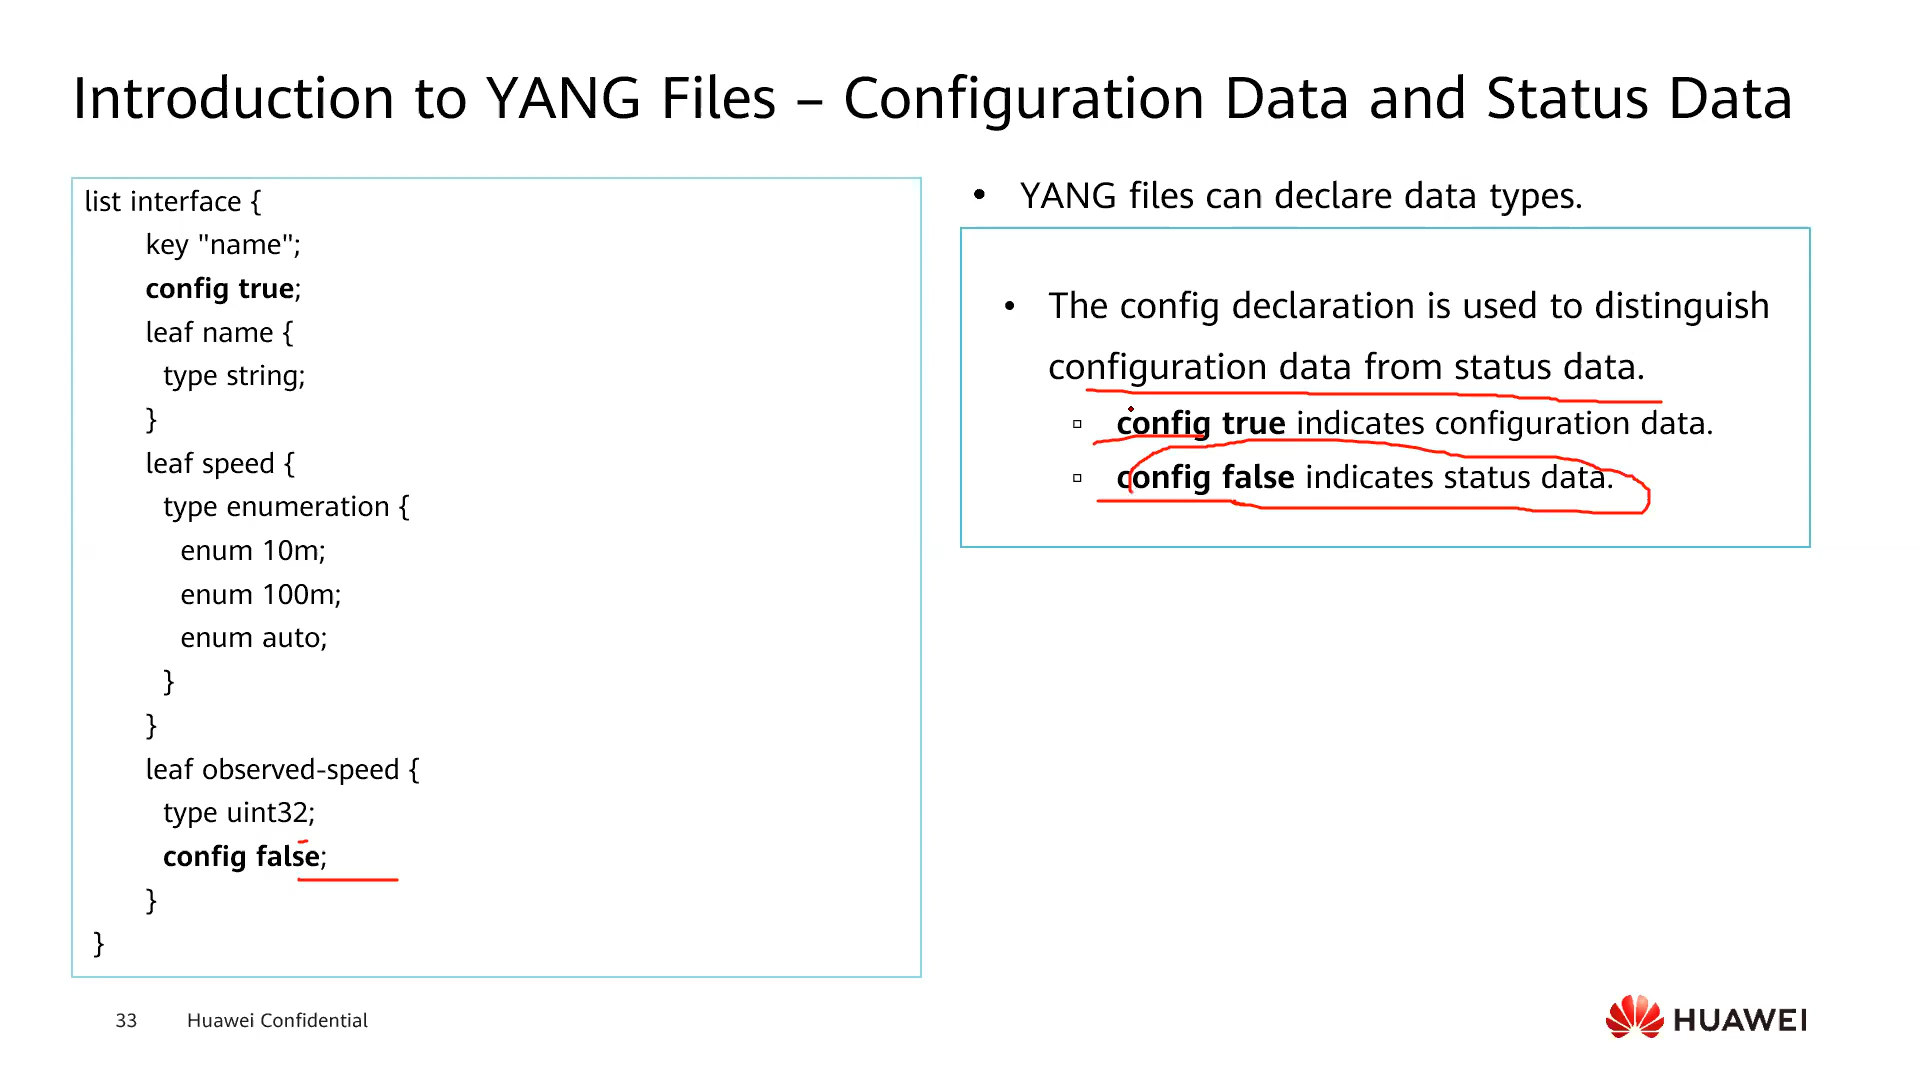 Introduction to YANG Files – Configuration Data and Status Data
list interface {
key "name";
config true;
leaf name {
type string;
}
leaf speed {
type enumeration {
enum 10m;
enum 100m;
enum auto;
}
}
leaf observed-speed {
type uint32;
config false;
}
}
• YANG files can declare data types.
• The config declaration is used to distinguish
configuration data from status data.
▫ config true indicates configuration data.
▫ config false indicates status data.
33 Huawei Confidential
HUAWEI